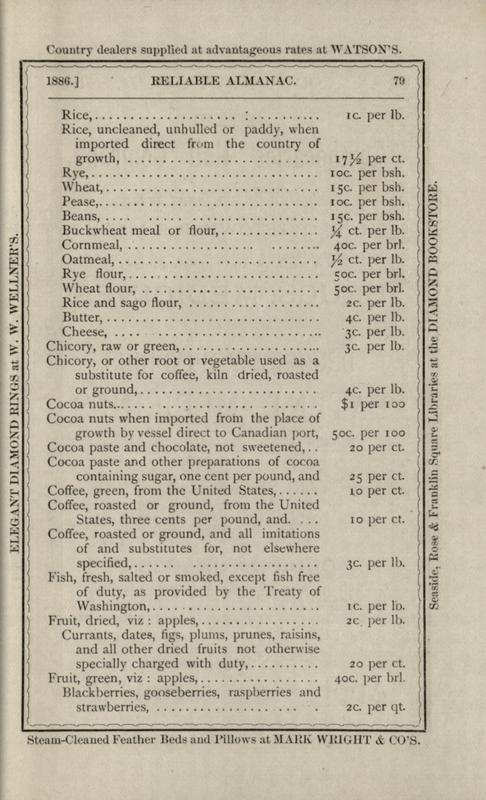 Country dealers supplied at advantageous rates at WATSON'S.
1886.] RELIABLE ALMANAC. 79
Rice,.................... : .......... 1c. per lb.
Rice, uncleaned, unhulled or paddy, when
imported direct from the country of
growth, ........................... 17½ per ct.
Rye,................................ 10c. per bsh.
Wheat,.............................. 15c. per bsh.
Pease,.............................. 10c. per bsh.
Beans, .... ........................ 15c. per bsh.
Buckwheat meal or flour,.............. ¼ ct. per lb.
Cornmeal, .................. ......... 40c. per brl.
Oatmeal,............................ ½ ct. per lb.
Rye flour,........................... 50c. per brl.
Wheat flour, ......................... 50c. per brl.
Rice and sago flour, ................... 2c. per lb.
Butter,.............................. 4c. per lb.
Cheese, ............................. 3c. per lb.
Chicory, raw or green,.................... 3c. per lb.
Chicory, or other root or vegetable used as a
substitute for coffee, kiln dried, roasted
or ground,.......................... 4c. per lb.
Cocoa nuts... ......... .......... ........ $1 per 100
Cocoa nuts when imported from the place of
growth by vessel direct to Canadian port, 50c. per 100
Cocoa paste and chocolate, not sweetened,.. 20 per ct.
Cocoa paste and other preparations of cocoa
containing sugar, one cent per pound, and 25 per ct.
Coffee, green, from the United States,...... 10 per ct.
Coffee, roasted or ground, from the United
States, three cents per pound, and. ... 10 per ct.
Coffee, roasted or ground, and all imitations
of and substitutes for, not elsewhere
specified,...... .................. 3c. per lb.
Fish, fresh, salted or smoked, except fish free
of duty, as provided by the Treaty of
Washington,........................ 1c. per lb.
Fruit, dried, viz : apples,................. 2c. per lb.
Currants, dates, figs, plums, prunes, raisins,
and all other dried fruits not otherwise
specially charged with duty,.......... 20 per ct.
Fruit, green, viz : apples,................. 40c. per brl.
Blackberries, gooseberries, raspberries and
strawberries, .................... . 2c. per qt.
Steam-Cleaned Feather Beds and Pillows at MARK WRIGHT & CO'S.
ELEGANT DIAMOND RINGS at W. W. WELLNER'S.
Seaside, Rose & Franklin Square Libraries at the DIAMOND BOOKSTORE.